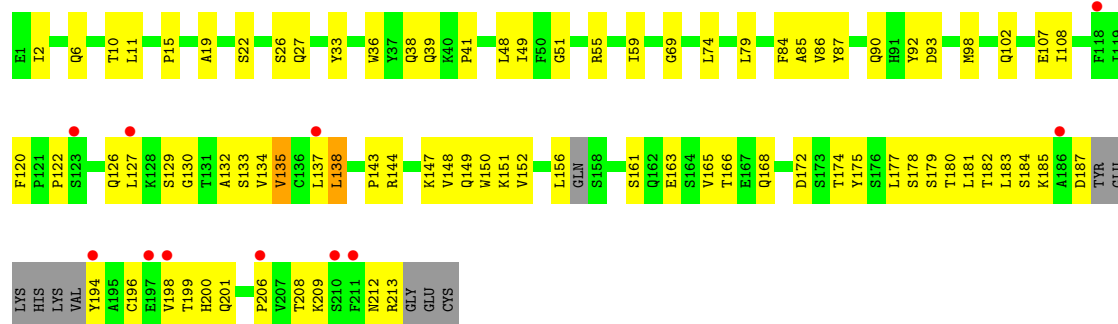 E1 I2 Q6 T10 L11 P15 A19 S22 S26 Q27 Y33 W36 Y37 Q38 Q39 K40 P41 L48 I49 F50 G51 R55 I59 G69 L74 L79 F84 A85 V86 Y87 Q90 H91 Y92 D93 M98 Q102 E107 I108 F118 I119
F120 P121 P122 S123 Q126 L127 K128 S129 G130 T131 A132 S133 V134 V135 C136 L137 L138 P143 R144 K147 V148 Q149 W150 K151 V152 L156 GLN S158 S161 Q162 E163 S164 V165 T166 E167 Q168 D172 S173 T174 Y175 S176 L177 S178 S179 T180 L181 T182 L183 S184 K185 A186 D187 TYR GLU
LYS HIS LYS VAL Y194 A195 C196 E197 V198 T199 H200 Q201 P206 V207 T208 K209 S210 F211 N212 R213 GLY GLU CYS